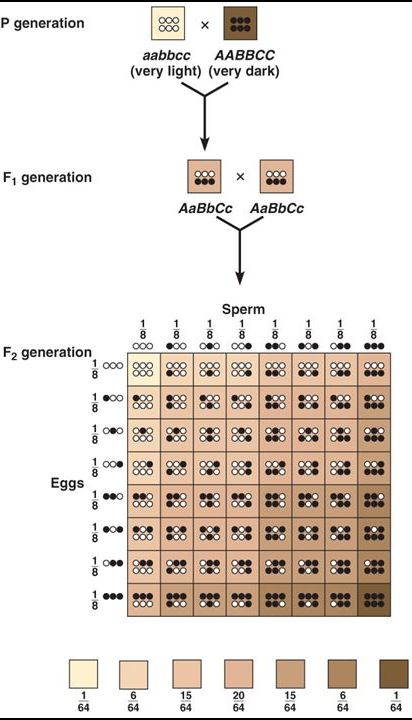 P generation
×
aabbcc AABBCC
(very light) (very dark)
F1 generation
×
AaBbCc AaBbCc
Sperm
1/8 1/8 1/8 1/8 1/8 1/8 1/8 1/8
F2 generation
1/8
1/8
1/8
1/8
Eggs
1/8
1/8
1/8
1/8
1/64 6/64 15/64 20/64 15/64 6/64 1/64